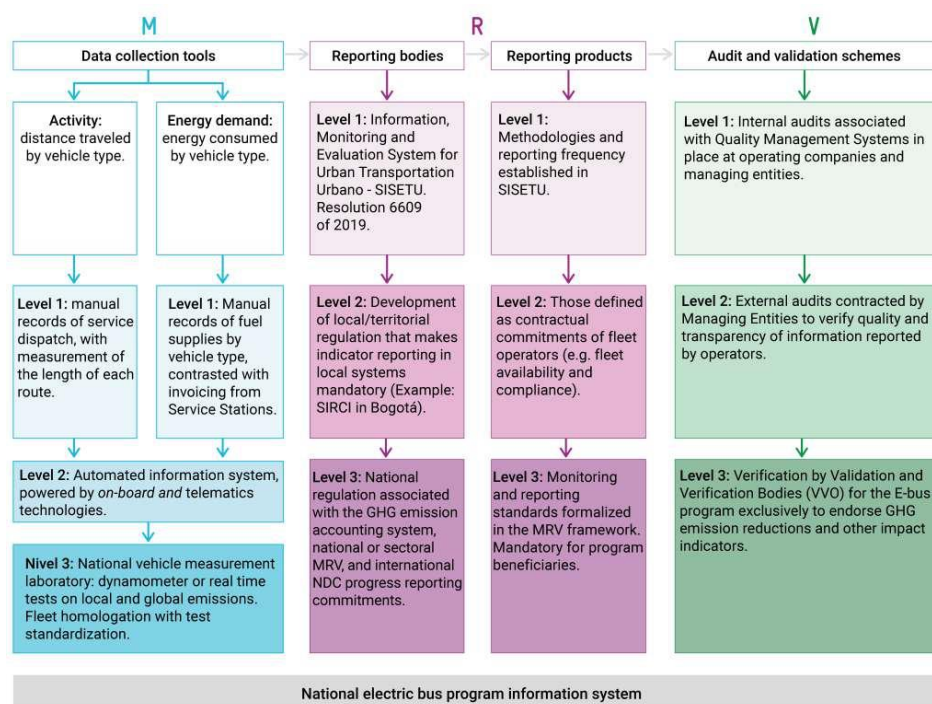 M
R
V
Data collection tools
Reporting bodies
Reporting products
Audit and validation schemes
Activity:
distance traveled
by vehicle type.
Energy demand:
energy consumed
by vehicle type.
Level 1: manual
records of service
dispatch, with
measurement of
the length of each
route.
Level 1: Manual
records of fuel
supplies by
vehicle type,
contrasted with
invoicing from
Service Stations.
Level 2: Automated information system,
powered by on-board and telematics
technologies.
Nivel 3: National vehicle measurement
laboratory: dynamometer or real time
tests on local and global emissions.
Fleet homologation with test
standardization.
Level 1: Information,
Monitoring and
Evaluation System for
Urban Transportation
Urbano - SISETU.
Resolution 6609
of 2019.
Level 2: Development
of local/territorial
regulation that makes
indicator reporting in
local systems
mandatory (Example:
SIRCI in Bogotá).
Level 3: National
regulation associated
with the GHG emission
accounting system,
national or sectoral
MRV, and international
NDC progress reporting
commitments.
Level 1:
Methodologies and
reporting frequency
established in
SISETU.
Level 2: Those defined
as contractual
commitments of fleet
operators (e.g. fleet
availability and
compliance).
Level 3: Monitoring
and reporting
standards formalized
in the MRV framework.
Mandatory for program
beneficiaries.
Level 1: Internal audits associated
with Quality Management Systems in
place at operating companies and
managing entities.
Level 2: External audits contracted by
Managing Entities to verify quality and
transparency of information reported
by operators.
Level 3: Verification by Validation and
Verification Bodies (VVO) for the E-bus
program exclusively to endorse GHG
emission reductions and other impact
indicators.
National electric bus program information system